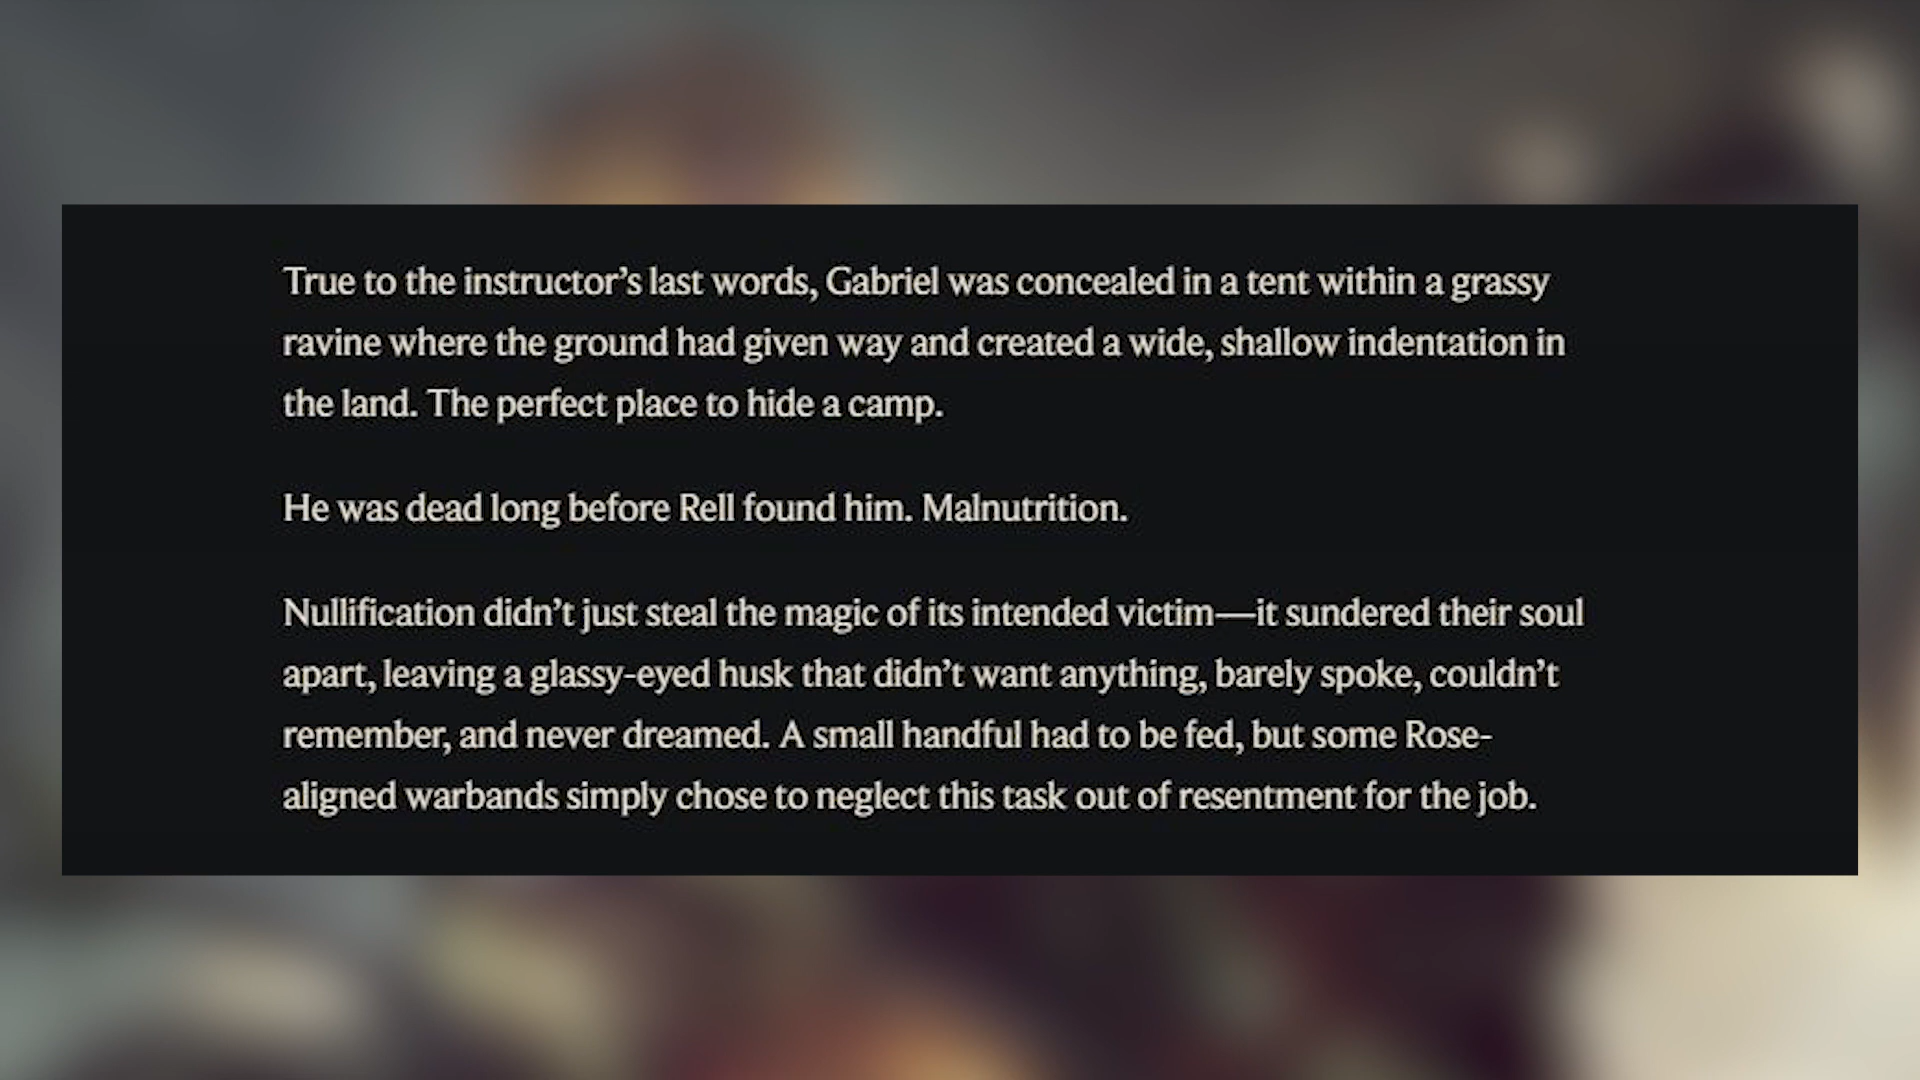 True to the instructor’s last words, Gabriel was concealed in a tent within a grassy
ravine where the ground had given way and created a wide, shallow indentation in
the land. The perfect place to hide a camp.
He was dead long before Rell found him. Malnutrition.
Nullification didn’t just steal the magic of its intended victim—it sundered their soul
apart, leaving a glassy-eyed husk that didn’t want anything, barely spoke, couldn’t
remember, and never dreamed. A small handful had to be fed, but some Rose-
aligned warbands simply chose to neglect this task out of resentment for the job.